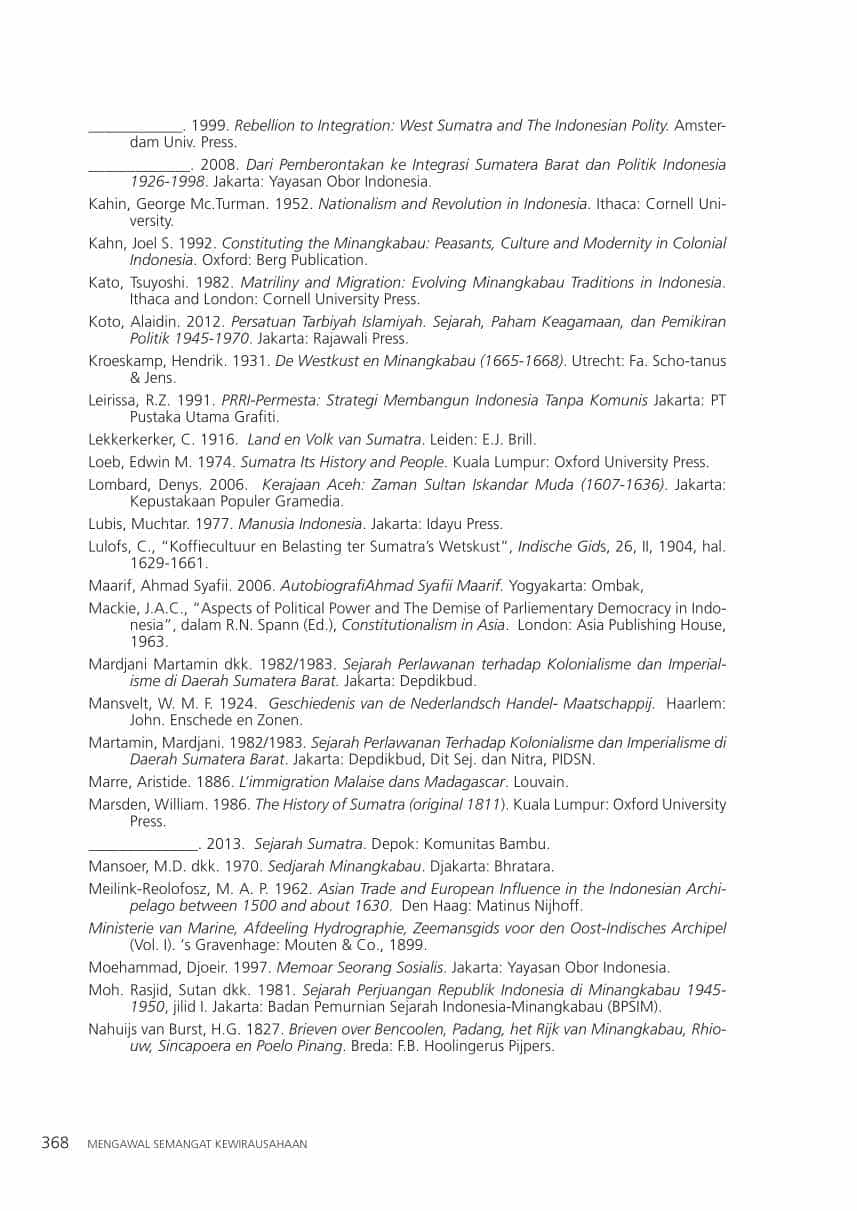 ____________. 1999. Rebellion to Integration: West Sumatra and The Indonesian Polity. Amster-
dam Univ. Press.
_____________. 2008. Dari Pemberontakan ke Integrasi Sumatera Barat dan Politik Indonesia
1926-1998. Jakarta: Yayasan Obor Indonesia.
Kahin, George Mc.Turman. 1952. Nationalism and Revolution in Indonesia. Ithaca: Cornell Uni-
versity.
Kahn, Joel S. 1992. Constituting the Minangkabau: Peasants, Culture and Modernity in Colonial
Indonesia. Oxford: Berg Publication.
Kato, Tsuyoshi. 1982. Matriliny and Migration: Evolving Minangkabau Traditions in Indonesia.
Ithaca and London: Cornell University Press.
Koto, Alaidin. 2012. Persatuan Tarbiyah Islamiyah. Sejarah, Paham Keagamaan, dan Pemikiran
Politik 1945-1970. Jakarta: Rajawali Press.
Kroeskamp, Hendrik. 1931. De Westkust en Minangkabau (1665-1668). Utrecht: Fa. Scho-tanus
& Jens.
Leirissa, R.Z. 1991. PRRI-Permesta: Strategi Membangun Indonesia Tanpa Komunis Jakarta: PT
Pustaka Utama Grafiti.
Lekkerkerker, C. 1916. Land en Volk van Sumatra. Leiden: E.J. Brill.
Loeb, Edwin M. 1974. Sumatra Its History and People. Kuala Lumpur: Oxford University Press.
Lombard, Denys. 2006. Kerajaan Aceh: Zaman Sultan Iskandar Muda (1607-1636). Jakarta:
Kepustakaan Populer Gramedia.
Lubis, Muchtar. 1977. Manusia Indonesia. Jakarta: Idayu Press.
Lulofs, C., “Koffiecultuur en Belasting ter Sumatra’s Wetskust”, Indische Gids, 26, II, 1904, hal.
1629-1661.
Maarif, Ahmad Syafii. 2006. AutobiografiAhmad Syafii Maarif. Yogyakarta: Ombak,
Mackie, J.A.C., “Aspects of Political Power and The Demise of Parliementary Democracy in Indo-
nesia”, dalam R.N. Spann (Ed.), Constitutionalism in Asia. London: Asia Publishing House,
1963.
Mardjani Martamin dkk. 1982/1983. Sejarah Perlawanan terhadap Kolonialisme dan Imperial-
isme di Daerah Sumatera Barat. Jakarta: Depdikbud.
Mansvelt, W. M. F. 1924. Geschiedenis van de Nederlandsch Handel- Maatschappij. Haarlem:
John. Enschede en Zonen.
Martamin, Mardjani. 1982/1983. Sejarah Perlawanan Terhadap Kolonialisme dan Imperialisme di
Daerah Sumatera Barat. Jakarta: Depdikbud, Dit Sej. dan Nitra, PIDSN.
Marre, Aristide. 1886. L’immigration Malaise dans Madagascar. Louvain.
Marsden, William. 1986. The History of Sumatra (original 1811). Kuala Lumpur: Oxford University
Press.
______________. 2013. Sejarah Sumatra. Depok: Komunitas Bambu.
Mansoer, M.D. dkk. 1970. Sedjarah Minangkabau. Djakarta: Bhratara.
Meilink-Reolofosz, M. A. P. 1962. Asian Trade and European Influence in the Indonesian Archi-
pelago between 1500 and about 1630. Den Haag: Matinus Nijhoff.
Ministerie van Marine, Afdeeling Hydrographie, Zeemansgids voor den Oost-Indisches Archipel
(Vol. I). ‘s Gravenhage: Mouten & Co., 1899.
Moehammad, Djoeir. 1997. Memoar Seorang Sosialis. Jakarta: Yayasan Obor Indonesia.
Moh. Rasjid, Sutan dkk. 1981. Sejarah Perjuangan Republik Indonesia di Minangkabau 1945-
1950, jilid I. Jakarta: Badan Pemurnian Sejarah Indonesia-Minangkabau (BPSIM).
Nahuijs van Burst, H.G. 1827. Brieven over Bencoolen, Padang, het Rijk van Minangkabau, Rhio-
uw, Sincapoera en Poelo Pinang. Breda: F.B. Hoolingerus Pijpers.
368 MENGAWAL SEMANGAT KEWIRAUSAHAAN